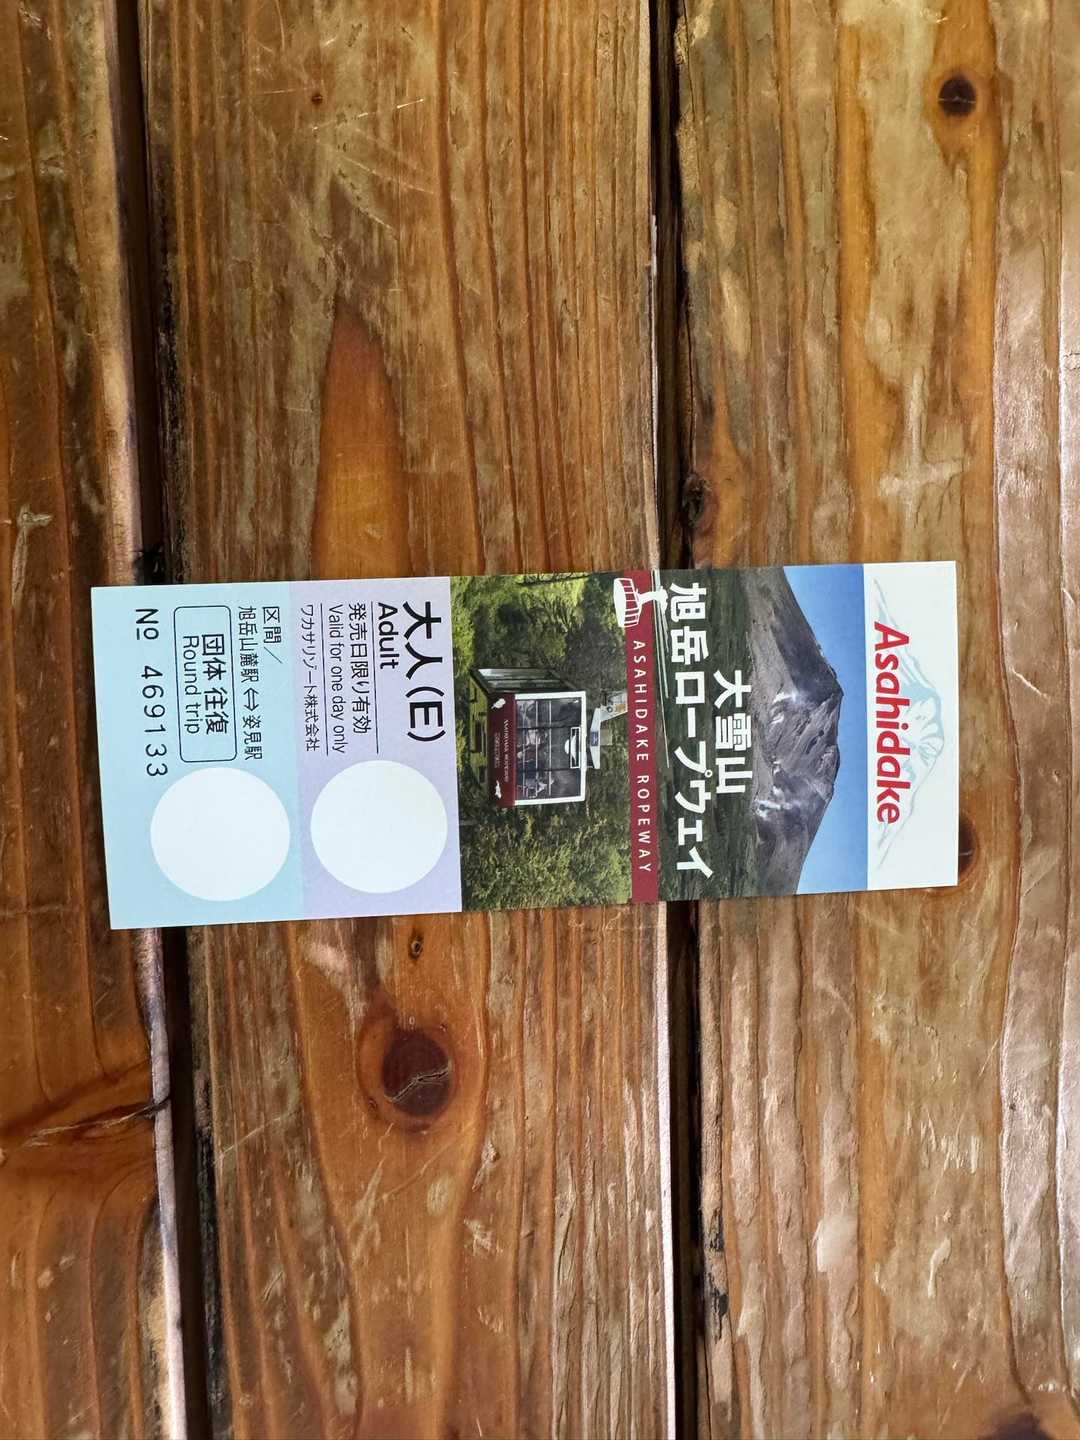 Asahidake
大雪山
旭岳ロープウェイ
ASAHIDAKE ROPEWAY
大人(E)
Adult
発売日限り有効
Valid for one day only
ワカサリゾート株式会社
区間／
旭岳山麓駅⇔姿見駅
団体 往復
Round trip
№ 469133